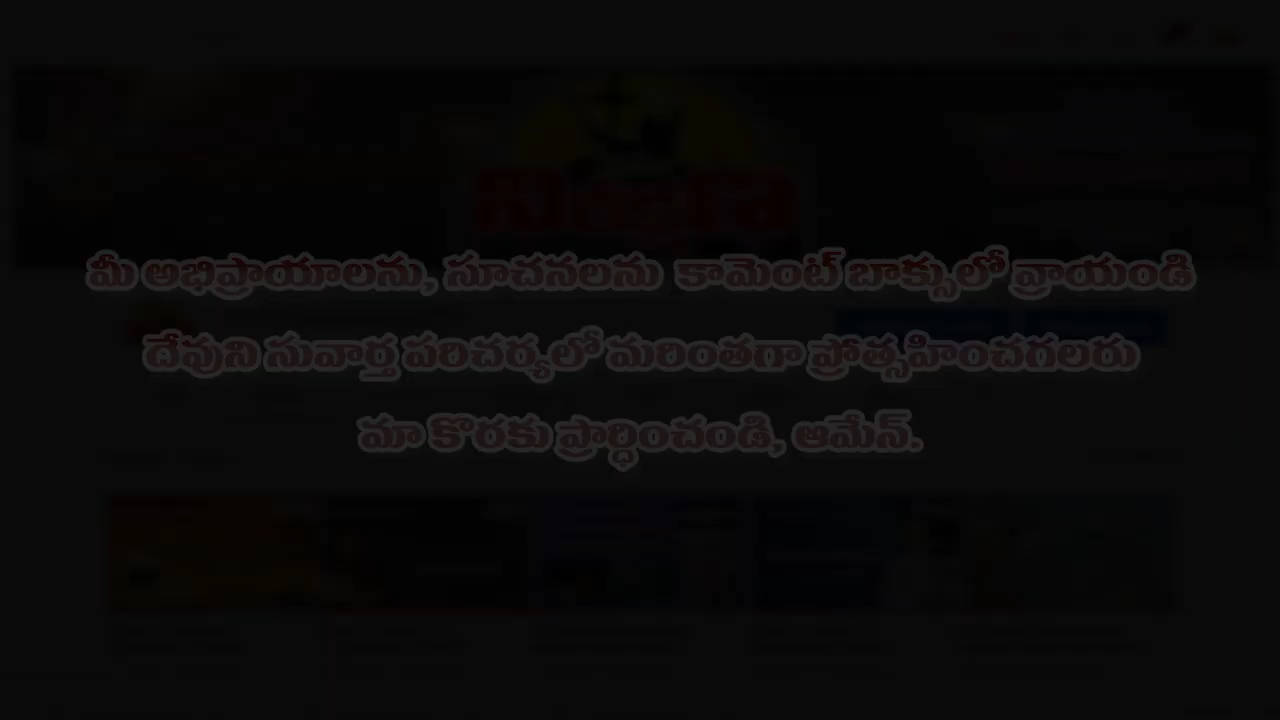 మీ అభిప్రాయాలను, సూచనలను కామెంట్ బాక్సులో వ్రాయండి
దేవుని సువార్త పరిచర్యలో మరింతగా ప్రోత్సహించగలరు
మా కొరకు ప్రార్ధించండి, ఆమేన్.